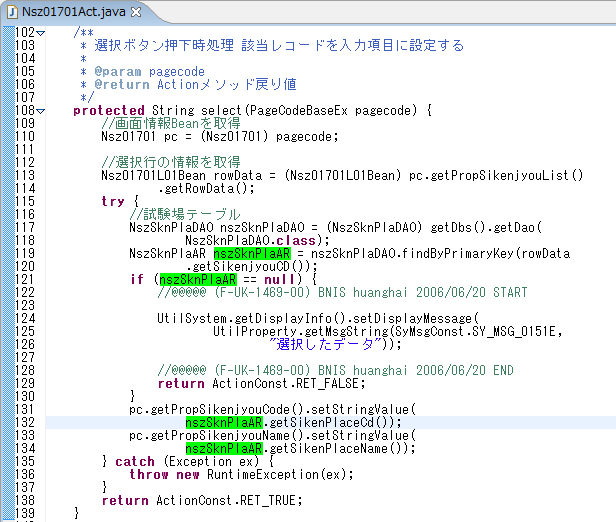 Nsz01701Act.java
102 /**
103 * 選択ボタン押下時処理 該当レコードを入力項目に設定する
104 *
105 * @param pagecode
106 * @return Actionメソッド戻り値
107 */
108 protected String select(PageCodeBaseEx pagecode) {
109 //画面情報Beanを取得
110 Nsz01701 pc = (Nsz01701) pagecode;
111
112 //選択行の情報を取得
113 Nsz01701L01Bean rowData = (Nsz01701L01Bean) pc.getPropSikenjyouList()
114 .getRowData();
115 try {
116 //試験場テーブル
117 NszSknPlaDAO nszSknPlaDAO = (NszSknPlaDAO) getDbs().getDao(
118 NszSknPlaDAO.class);
119 NszSknPlaAR nszSknPlaAR = nszSknPlaDAO.findByPrimaryKey(rowData
120 .getSikenjyouCD());
121 if (nszSknPlaAR == null) {
122 //@@@@@ (F-UK-1469-00) BNIS huanghai 2006/06/20 START
123
124 UtilSystem.getDisplayInfo().setDisplayMessage(
125 UtilProperty.getMsgString(SyMsgConst.SY_MSG_0151E,
126 "選択したデータ"));
127
128 //@@@@@ (F-UK-1469-00) BNIS huanghai 2006/06/20 END
129 return ActionConst.RET_FALSE;
130 }
131 pc.getPropSikenjyouCode().setStringValue(
132 nszSknPlaAR.getSikenPlaceCd());
133 pc.getPropSikenjyouName().setStringValue(
134 nszSknPlaAR.getSikenPlaceName());
135 } catch (Exception ex) {
136 throw new RuntimeException(ex);
137 }
138 return ActionConst.RET_TRUE;
139 }